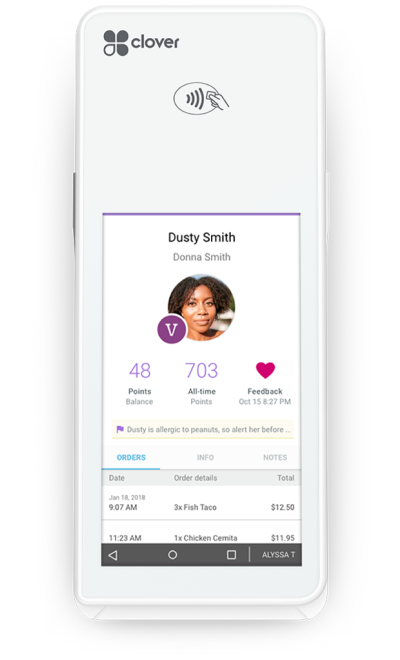 clover
Dusty Smith
Donna Smith
V
48 703
Points All-time Feedback
Balance Points Oct 15 8:27 PM
Dusty is allergic to peanuts, so alert her before ..
ORDERS INFO NOTES
Date Order details Total
Jan 18, 2018
9:07 AM 3x Fish Taco $12.50
11:23 AM 1x Chicken Cemita $11.95
ALYSSA T